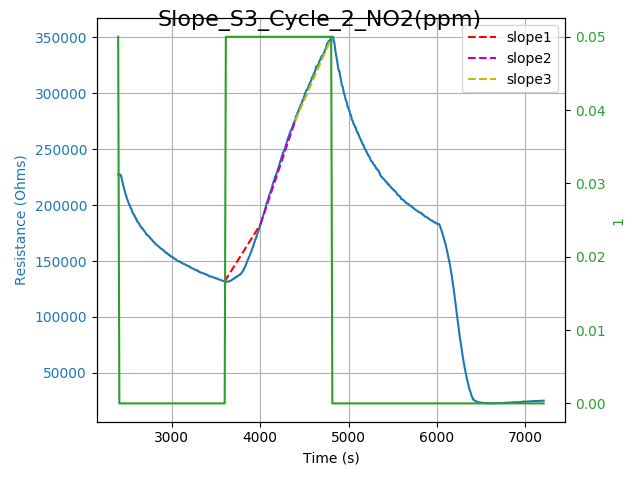 Slope_S3_Cycle_2_NO2(ppm)
slope1
slope2
slope3
350000
300000
250000
200000
150000
100000
50000
Resistance (Ohms)
0.05
0.04
0.03
0.02
0.01
0.00
1
3000 4000 5000 6000 7000
Time (s)